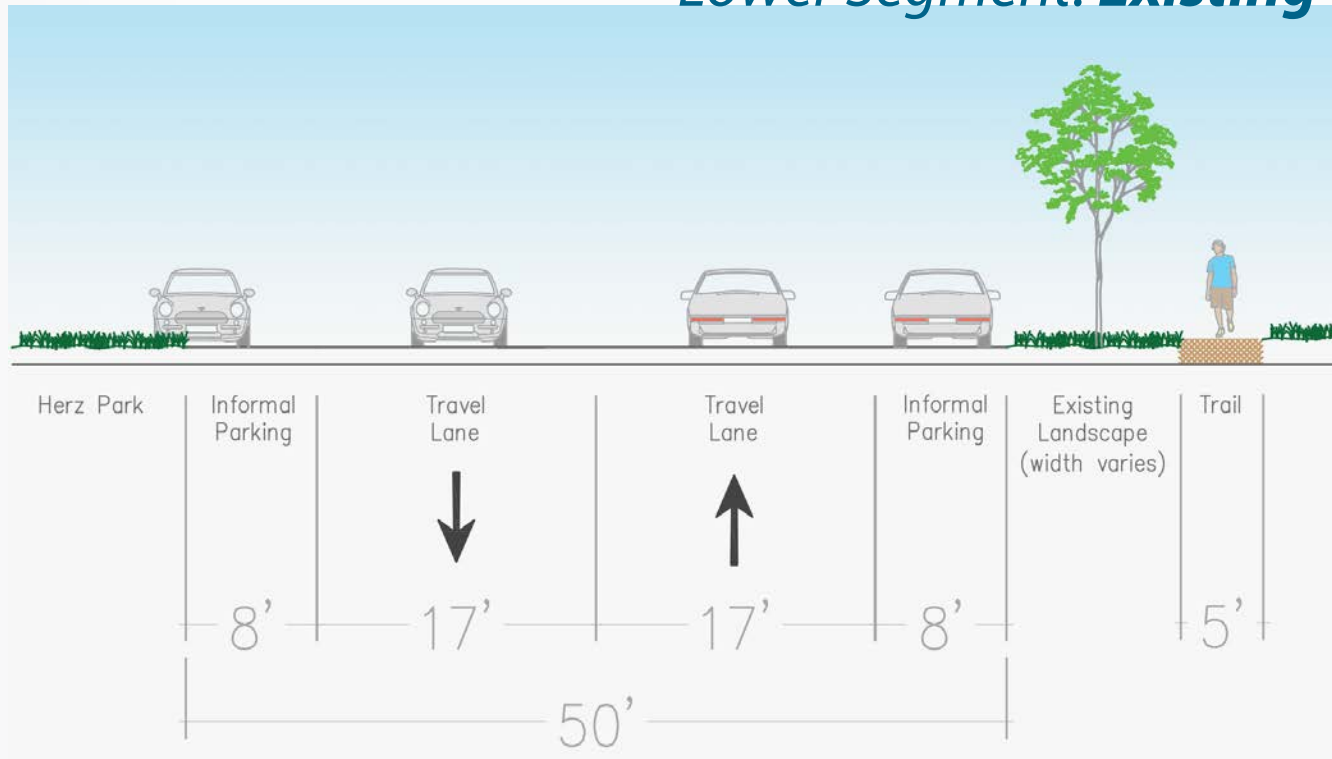 Lower Segment: Existing
Herz Park
Informal
Parking
Travel
Lane
Travel
Lane
Informal
Parking
Existing
Landscape
(width varies)
Trail
8'
17'
17'
8'
5'
50'